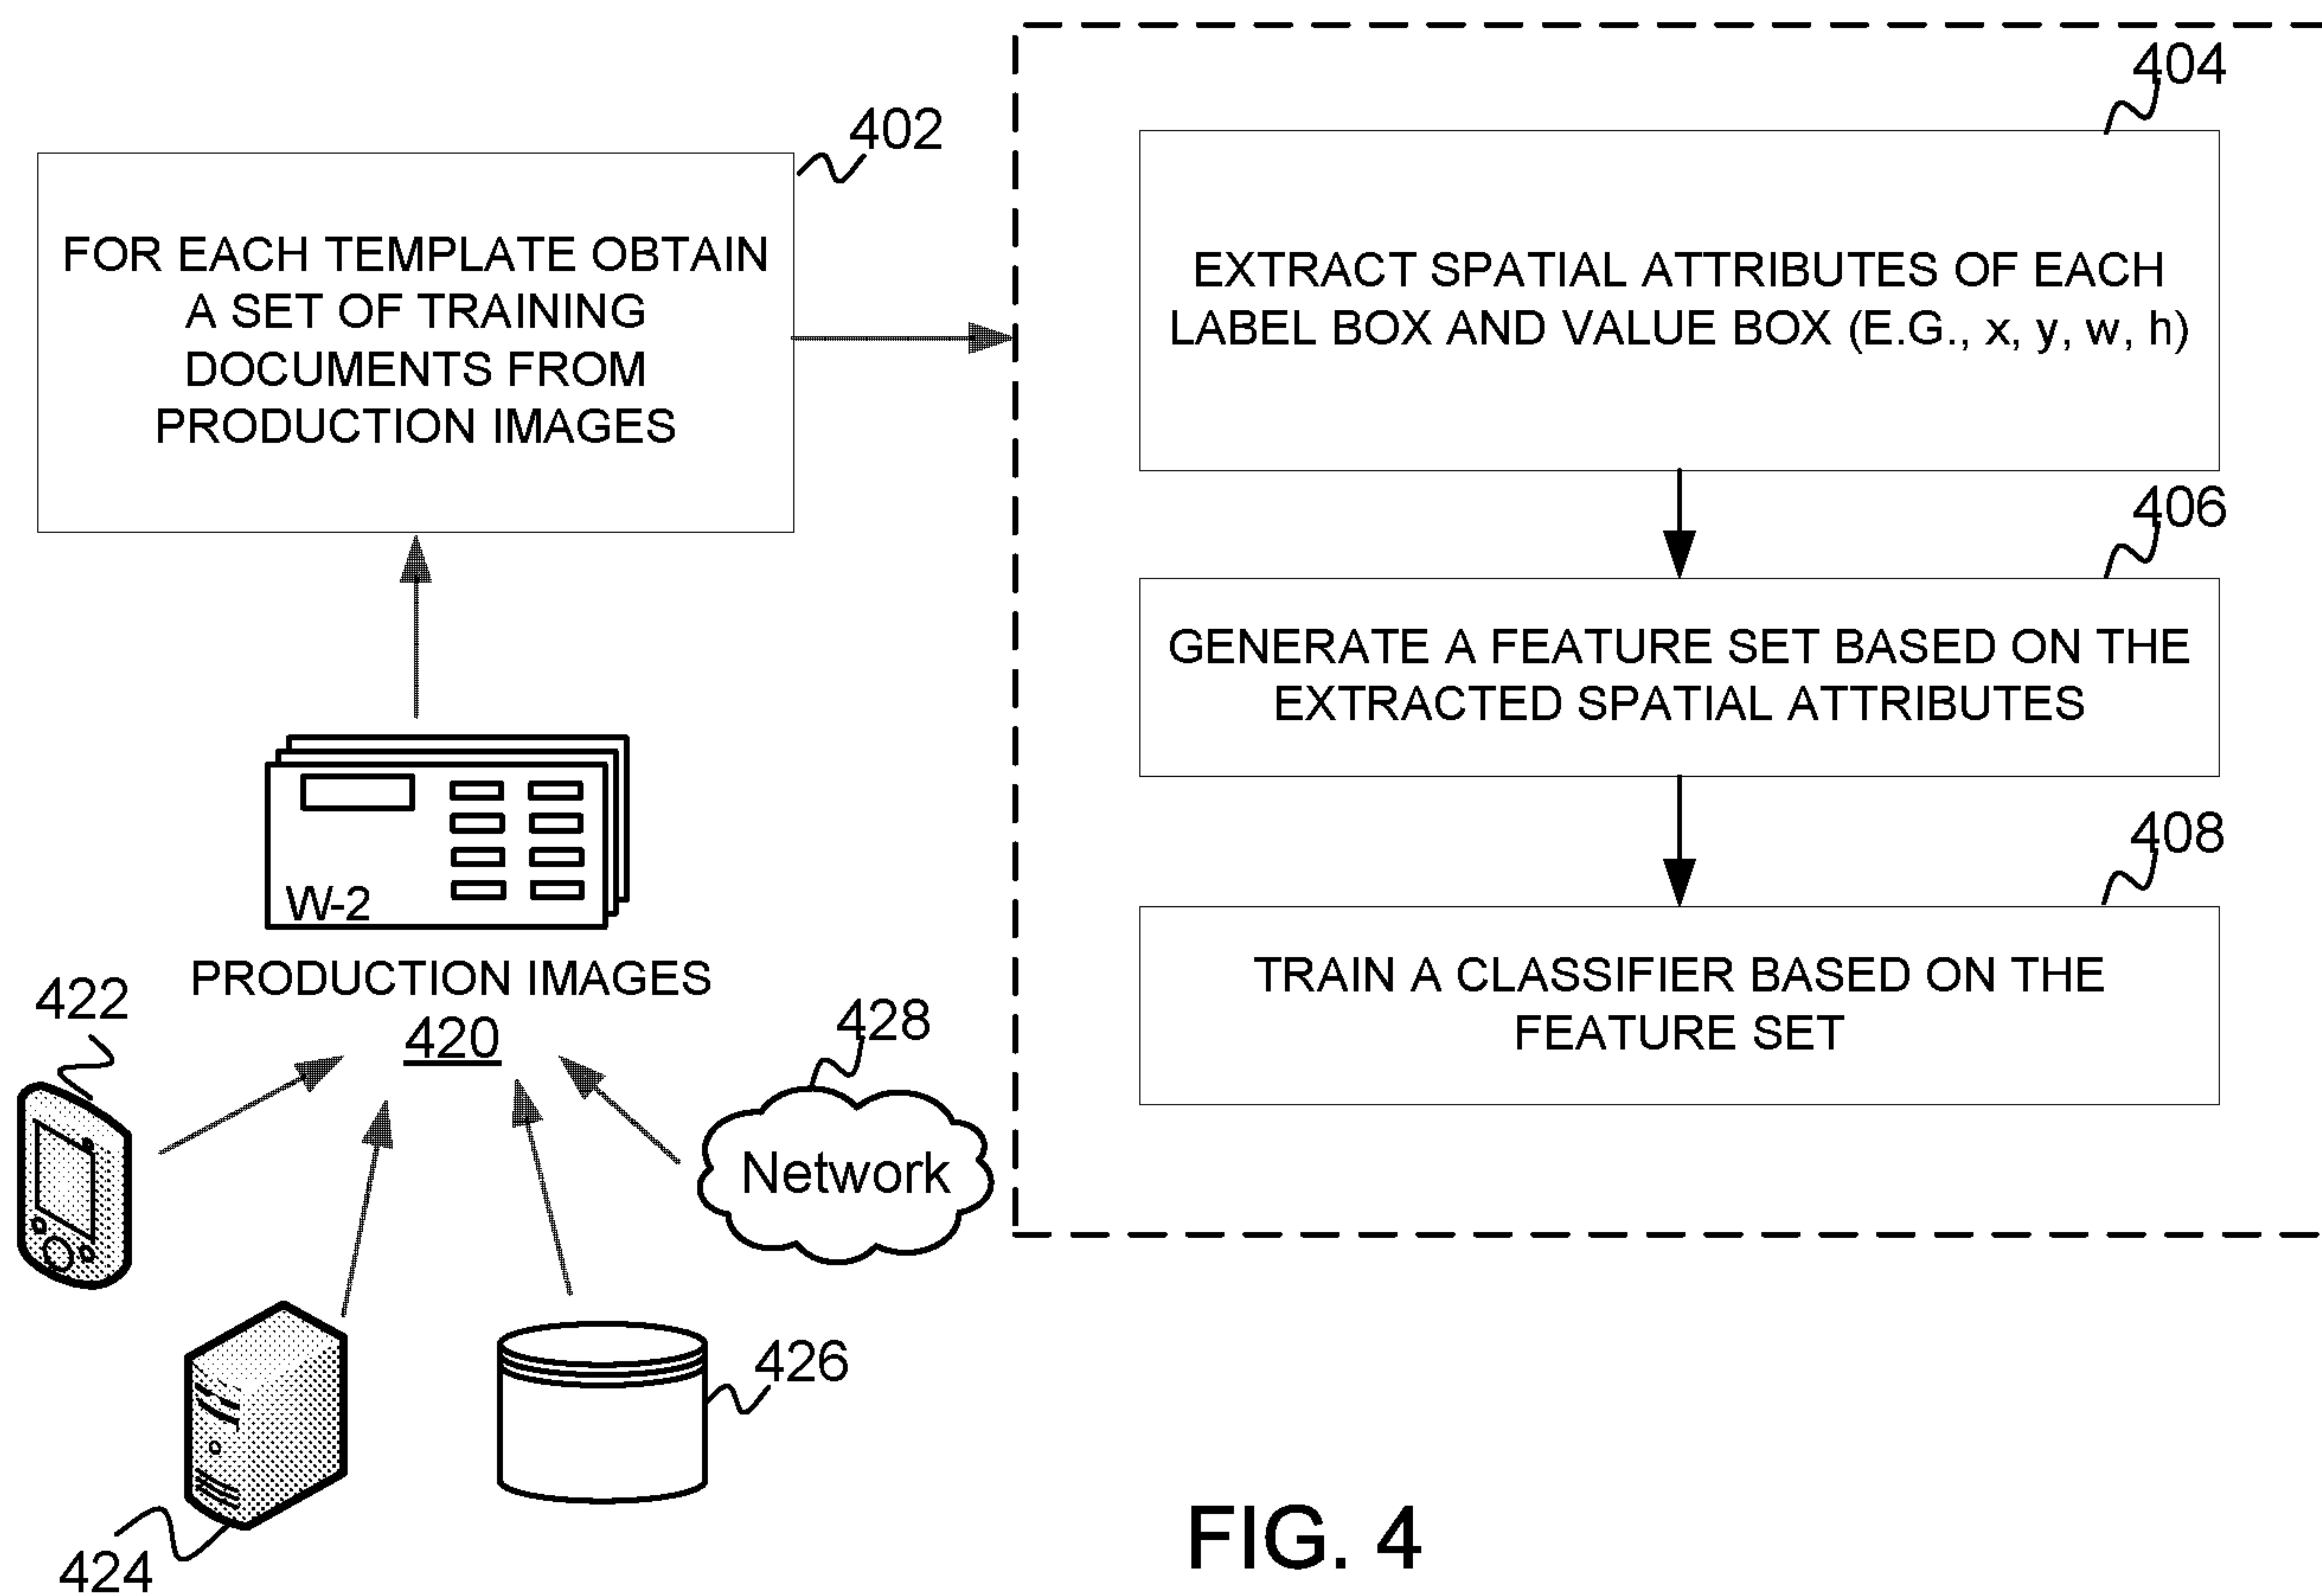 402
FOR EACH TEMPLATE OBTAIN
A SET OF TRAINING
DOCUMENTS FROM
PRODUCTION IMAGES
404
EXTRACT SPATIAL ATTRIBUTES OF EACH
LABEL BOX AND VALUE BOX (E.G., x, y, w, h)
406
GENERATE A FEATURE SET BASED ON THE
EXTRACTED SPATIAL ATTRIBUTES
408
TRAIN A CLASSIFIER BASED ON THE
FEATURE SET
W-2
PRODUCTION IMAGES
420
422
428
Network
426
424
FIG. 4